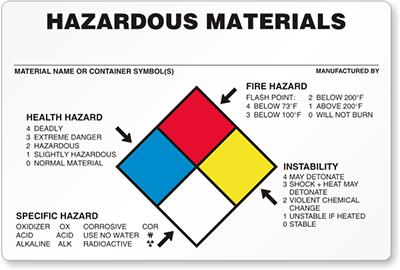 HAZARDOUS MATERIALS
MATERIAL NAME OR CONTAINER SYMBOL(S) MANUFACTURED BY
FIRE HAZARD
FLASH POINT: 2 BELOW 200°F
4 BELOW 73°F 1 ABOVE 200°F
3 BELOW 100°F 0 WILL NOT BURN
HEALTH HAZARD
4 DEADLY
3 EXTREME DANGER
2 HAZARDOUS
1 SLIGHTLY HAZARDOUS
0 NORMAL MATERIAL
INSTABILITY
4 MAY DETONATE
3 SHOCK + HEAT MAY
DETONATE
2 VIOLENT CHEMICAL
CHANGE
1 UNSTABLE IF HEATED
0 STABLE
SPECIFIC HAZARD
OXIDIZER OX CORROSIVE COR
ACID ACID USE NO WATER W
ALKALINE ALK RADIOACTIVE